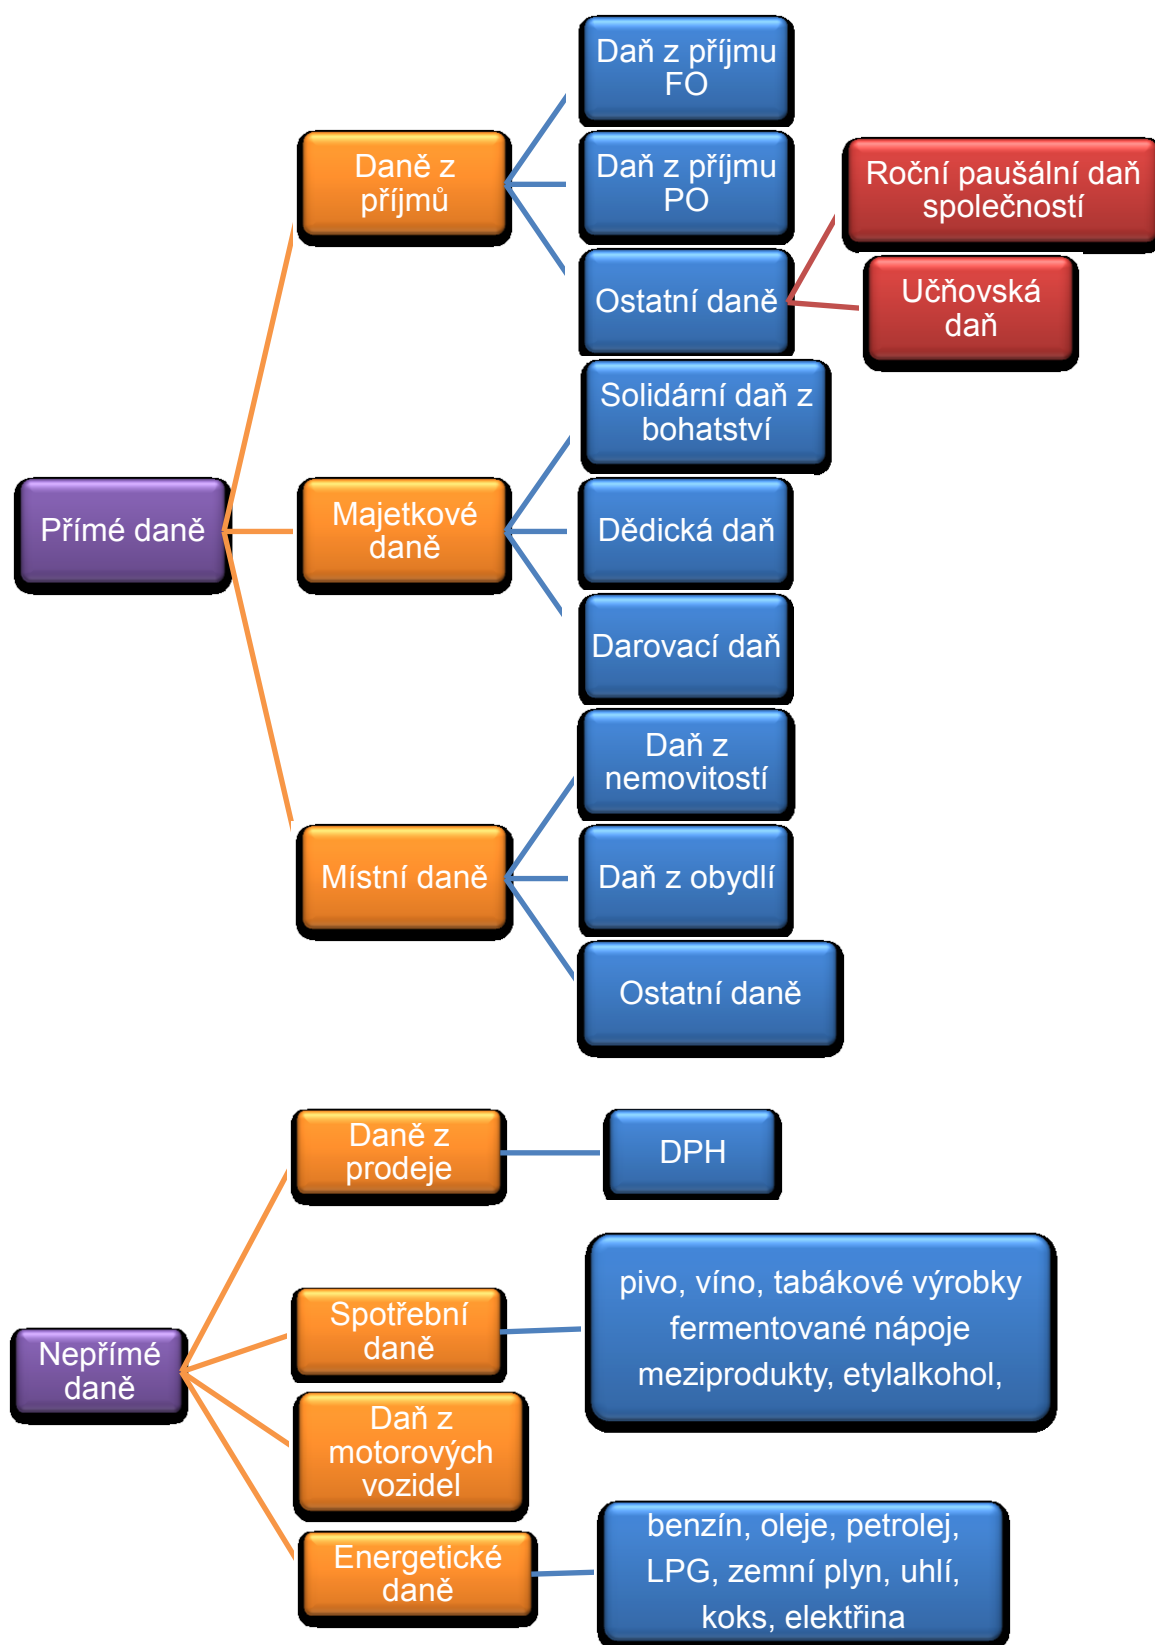 Přímé daně
Daně z
příjmů
Daň z příjmu
FO
Daň z příjmu
PO
Ostatní daně
Roční paušální daň
společností
Učňovská
daň
Majetkové
daně
Solidární daň z
bohatství
Dědická daň
Darovací daň
Místní daně
Daň z
nemovitostí
Daň z obydlí
Ostatní daně
Nepřímé
daně
Daně z
prodeje
DPH
Spotřební
daně
pivo, víno, tabákové výrobky
fermentované nápoje
meziprodukty, etylalkohol,
Daň z
motorových
vozidel
Energetické
daně
benzín, oleje, petrolej,
LPG, zemní plyn, uhlí,
koks, elektřina